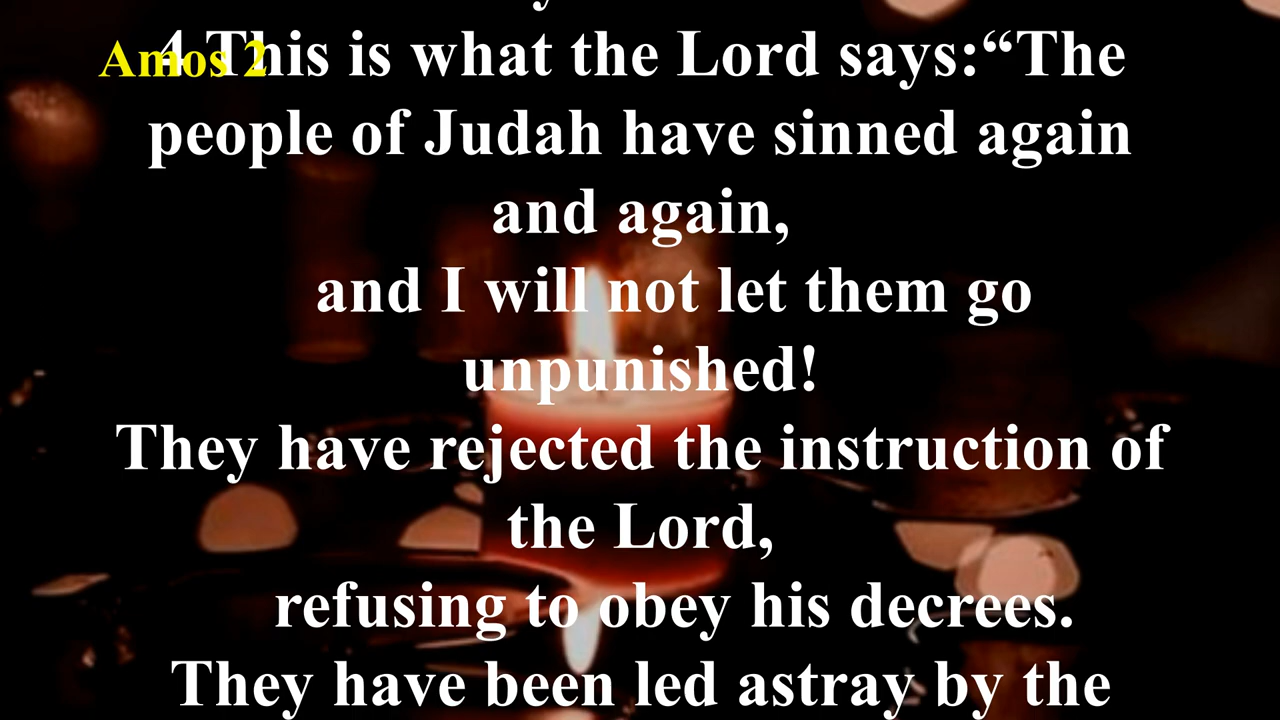 Amos 2
4 This is what the Lord says:“The
people of Judah have sinned again
and again,
and I will not let them go
unpunished!
They have rejected the instruction of
the Lord,
refusing to obey his decrees.
They have been led astray by the